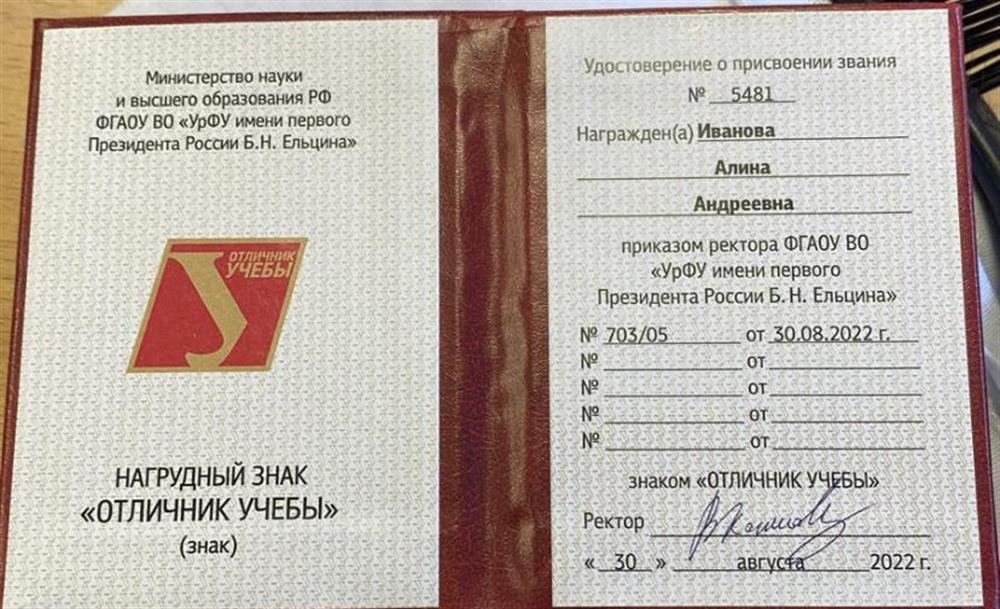 Министерство науки
и высшего образования РФ
ФГАОУ ВО «УрФУ имени первого
Президента России Б.Н. Ельцина»
ОТЛИЧНИК
УЧЕБЫ
У
НАГРУДНЫЙ ЗНАК
«ОТЛИЧНИК УЧЕБЫ»
(знак)
Удостоверение о присвоении звания
№ 5481
Награжден(а) Иванова
Алина
Андреевна
приказом ректора ФГАОУ ВО
«УрФУ имени первого
Президента России Б. Н. Ельцина»
№ 703/05 от 30.08.2022 г.
№ от
№ от
№ от
№ от
знаком «ОТЛИЧНИК УЧЕБЫ»
Ректор
« 30 » августа 2022 г.